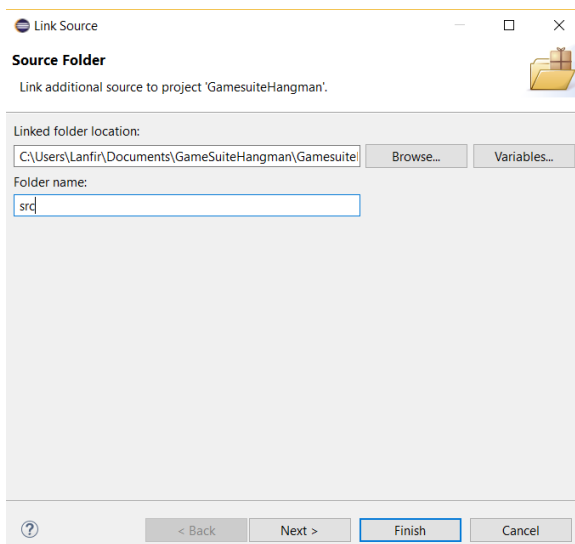 Link Source
Source Folder
Link additional source to project 'GamesuiteHangman'.
Linked folder location:
C:\Users\Lanfir\Documents\GameSuiteHangman\Gamesuitel Browse... Variables...
Folder name:
src
? < Back Next > Finish Cancel